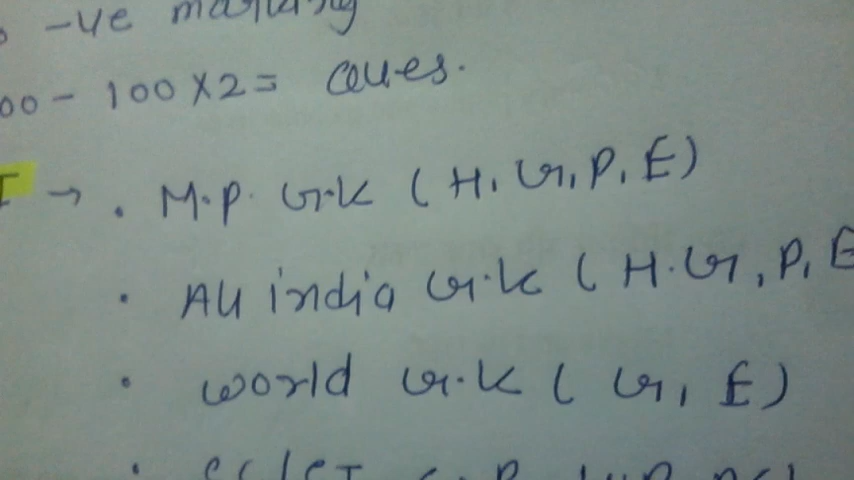 -ve marking
00 - 100 X 2 = Ques.
I → • M.P. G.K ( H, G, P, E)
• All india G.K ( H. G, P, E
• World G.K ( G, E)